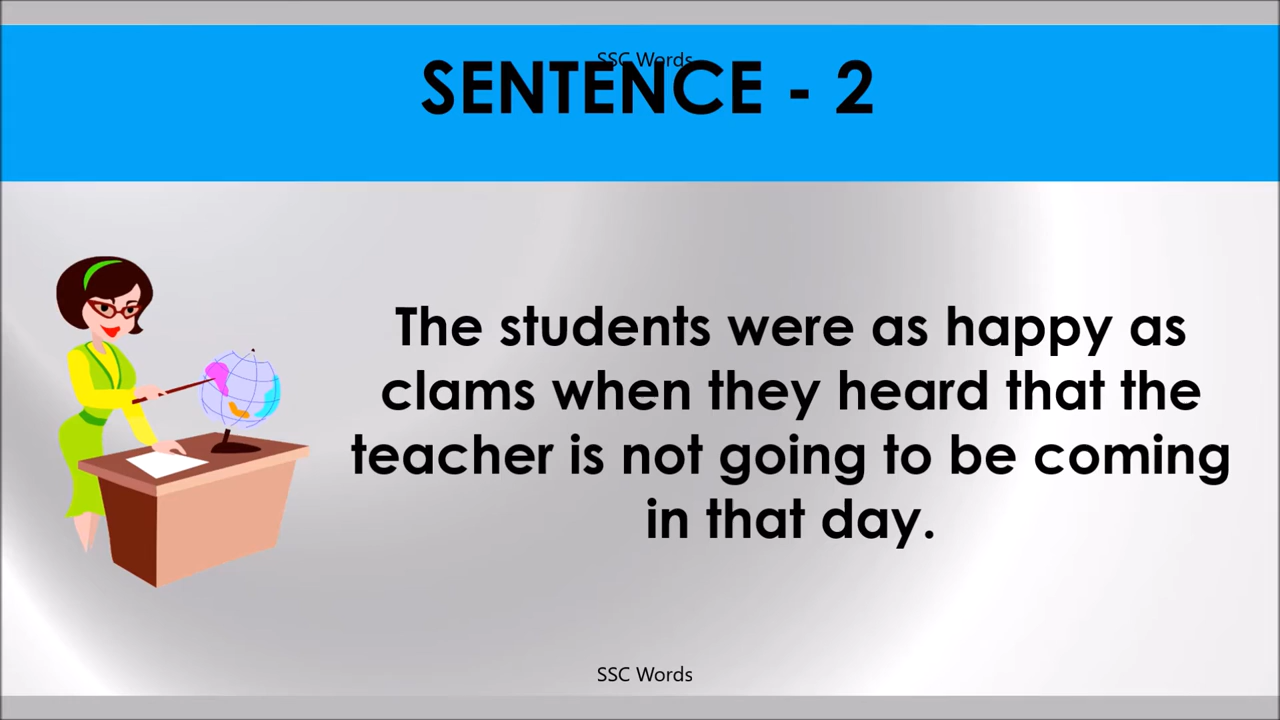 SSC Words
SENTENCE - 2
The students were as happy as
clams when they heard that the
teacher is not going to be coming
in that day.
SSC Words